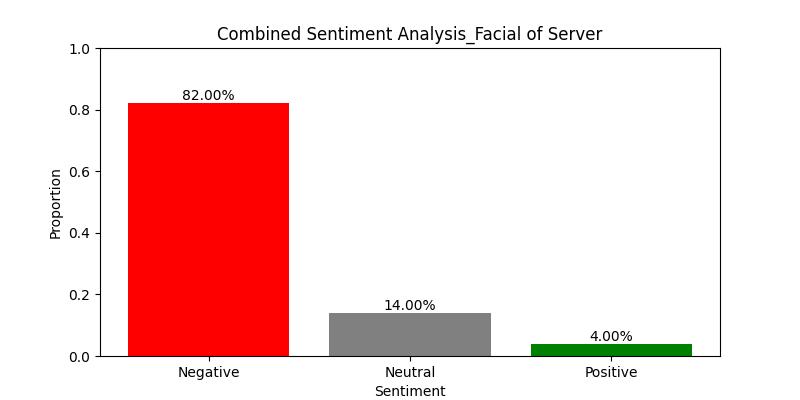 Combined Sentiment Analysis_Facial of Server
1.0
0.8
0.6
0.4
0.2
0.0
Proportion
82.00%
14.00%
4.00%
Negative Neutral Positive
Sentiment